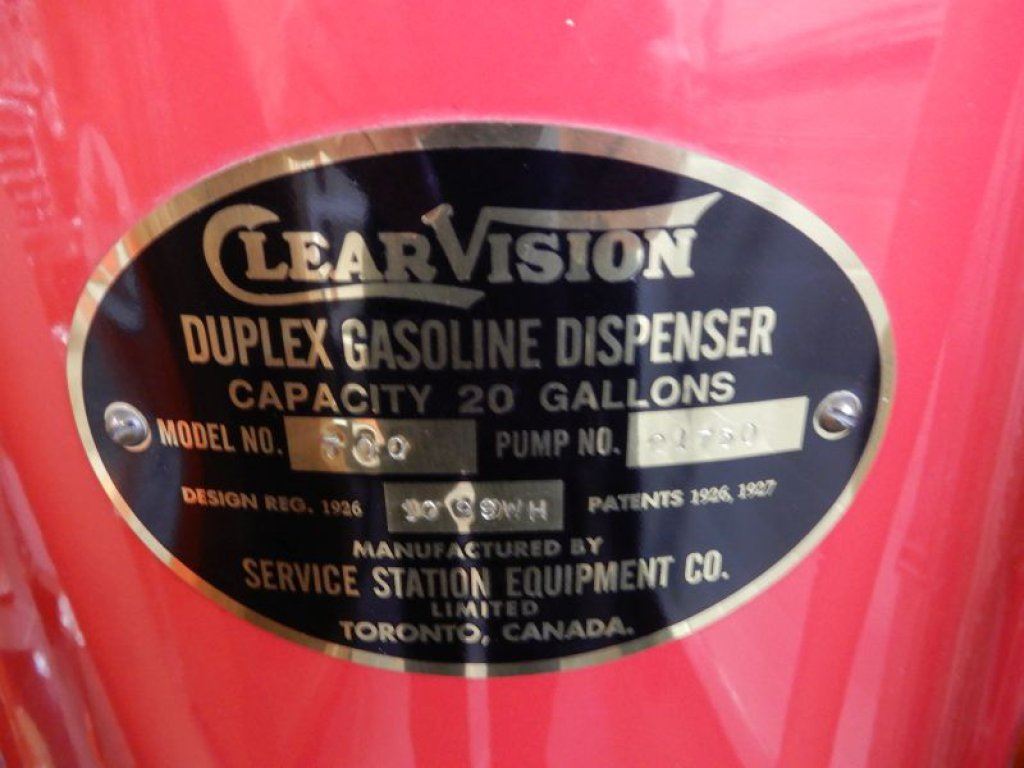 CLEARVISION
DUPLEX GASOLINE DISPENSER
CAPACITY 20 GALLONS
MODEL NO. PUMP NO.
DESIGN REG. 1926 PATENTS 1926, 1927
MANUFACTURED BY
SERVICE STATION EQUIPMENT CO.
LIMITED
TORONTO, CANADA.